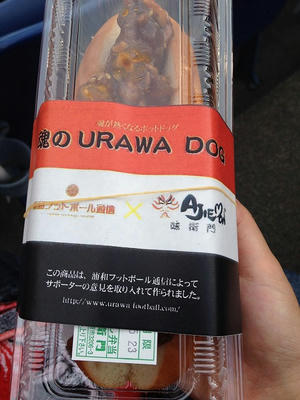 魂が熱くなるホットドッグ
魂の URAWA DOG
浦和フットボール通信 × AJIEMON
味衛門
この商品は、浦和フットボール通信によって
サポーターの意見を取り入れて作られました。
http://www.urawa-football.com/